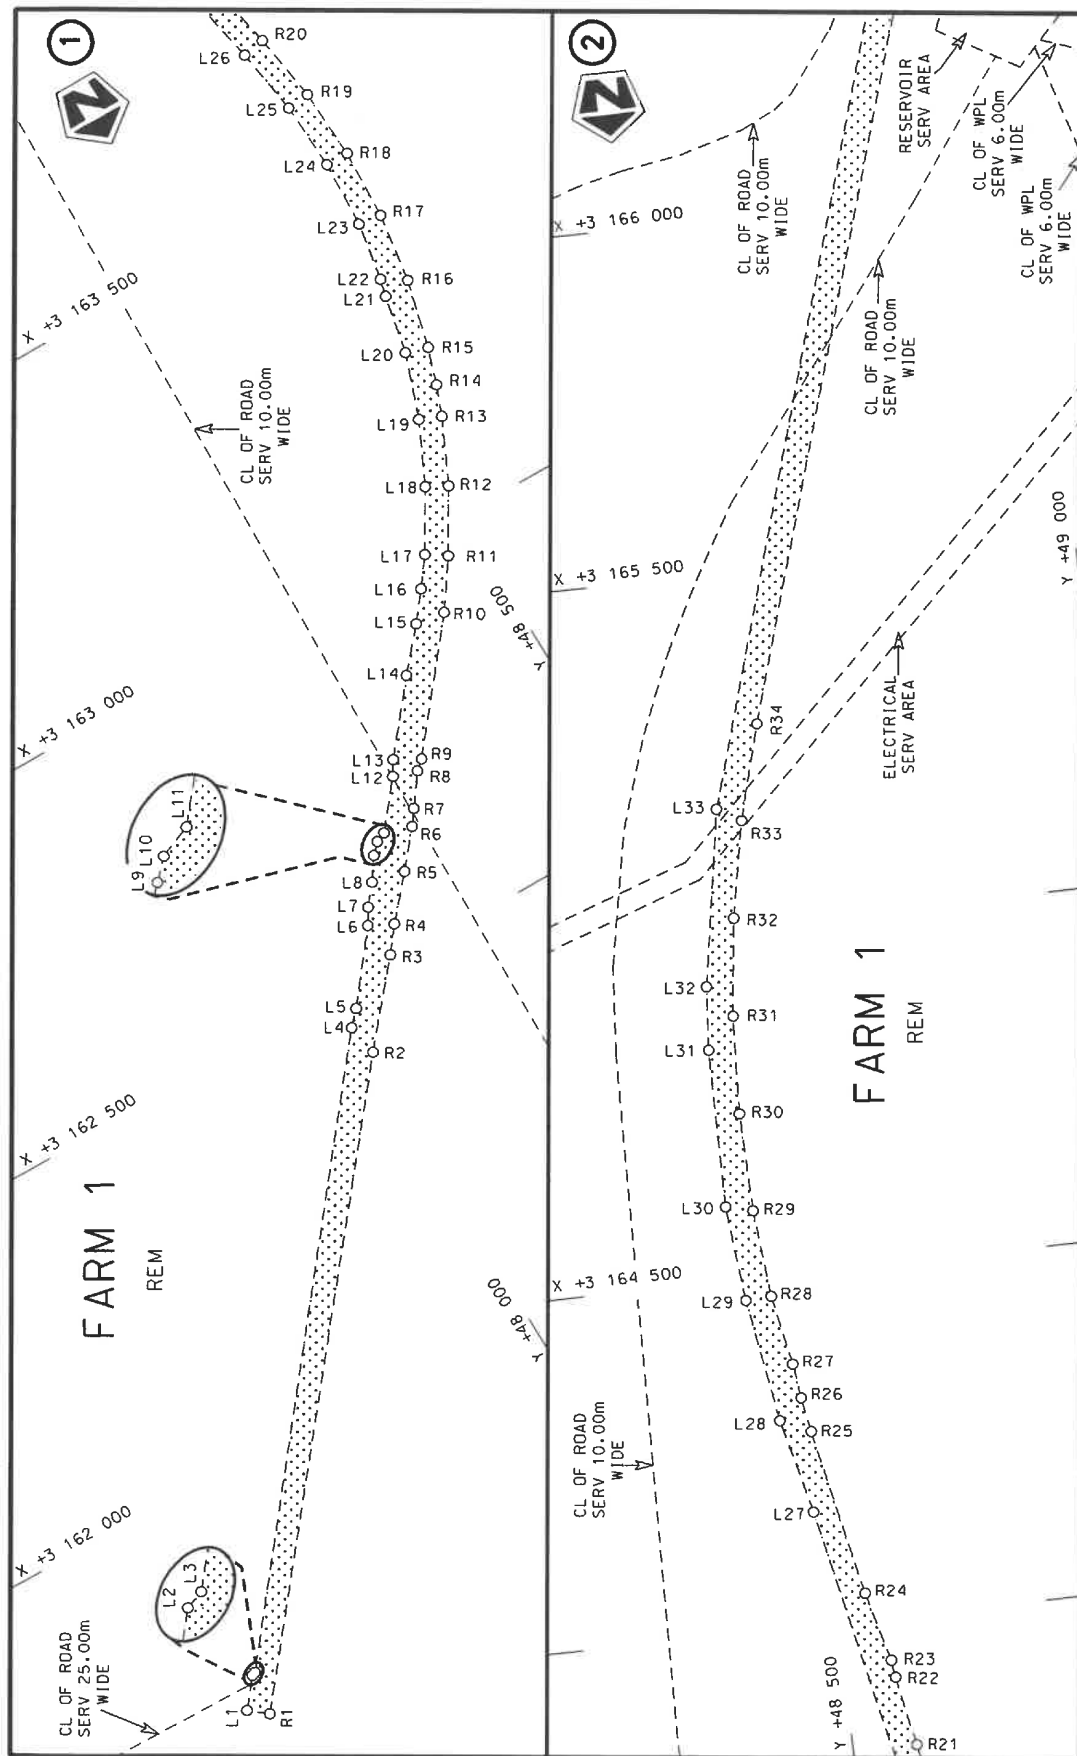 1
N
CL OF ROAD
SERV 25.00m
WIDE
X +3 162 000
X +3 162 500
X +3 163 000
X +3 163 500
FARM 1
REM
CL OF ROAD
SERV 10.00m
WIDE
Y +48 000
Y +48 500
L1
L2
L3
L4
L5
L6
L7
L8
L9
L10
L11
L12
L13
L14
L15
L16
L17
L18
L19
L20
L21
L22
L23
L24
L25
L26
R1
R2
R3
R4
R5
R6
R7
R8
R9
R10
R11
R12
R13
R14
R15
R16
R17
R18
R19
R20
2
N
CL OF ROAD
SERV 10.00m
WIDE
X +3 164 500
X +3 165 500
X +3 166 000
CL OF ROAD
SERV 10.00m
WIDE
CL OF ROAD
SERV 10.00m
WIDE
RESERVOIR
SERV AREA
CL OF WPL
SERV 6.00m
WIDE
CL OF WPL
SERV 6.00m
WIDE
ELECTRICAL
SERV AREA
FARM 1
REM
Y +48 500
Y +49 000
L27
L28
L29
L30
L31
L32
L33
R21
R22
R23
R24
R25
R26
R27
R28
R29
R30
R31
R32
R33
R34